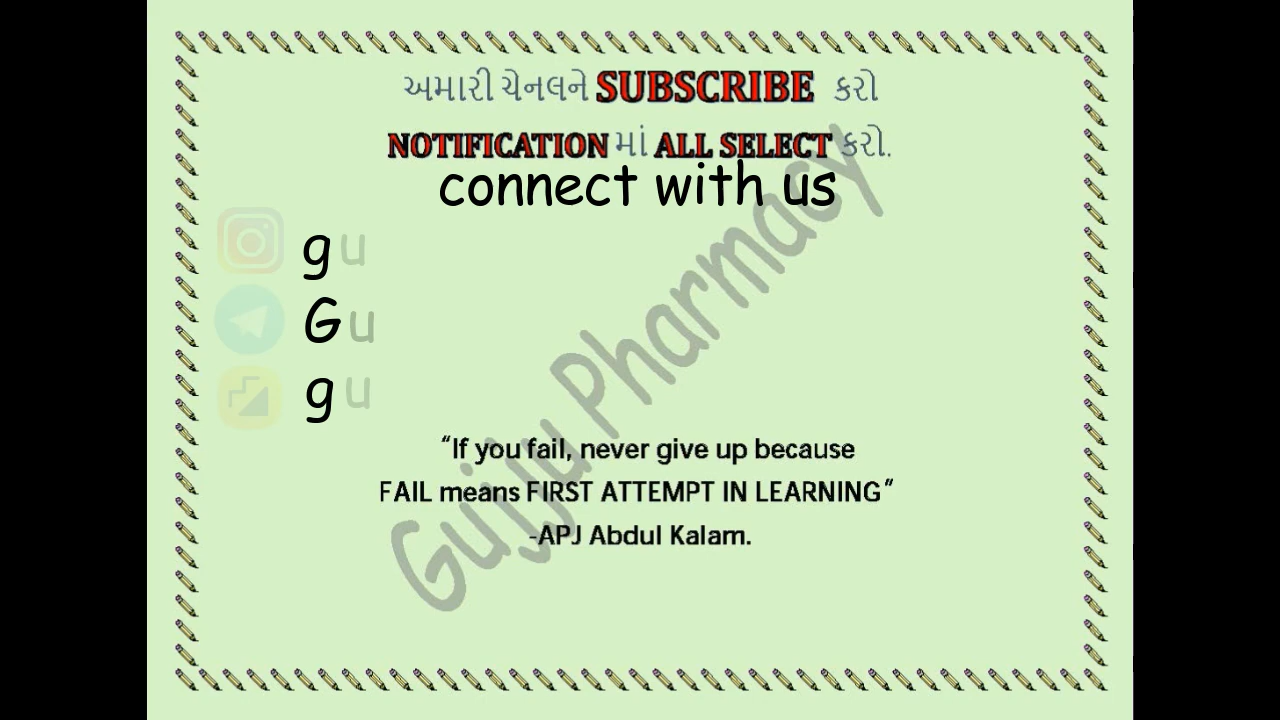 અમારી ચેનલને SUBSCRIBE કરો
NOTIFICATION માં ALL SELECT કરો.
connect with us
gu
Gu
gu
Gujju Pharmacy
“If you fail, never give up because
FAIL means FIRST ATTEMPT IN LEARNING”
-APJ Abdul Kalam.